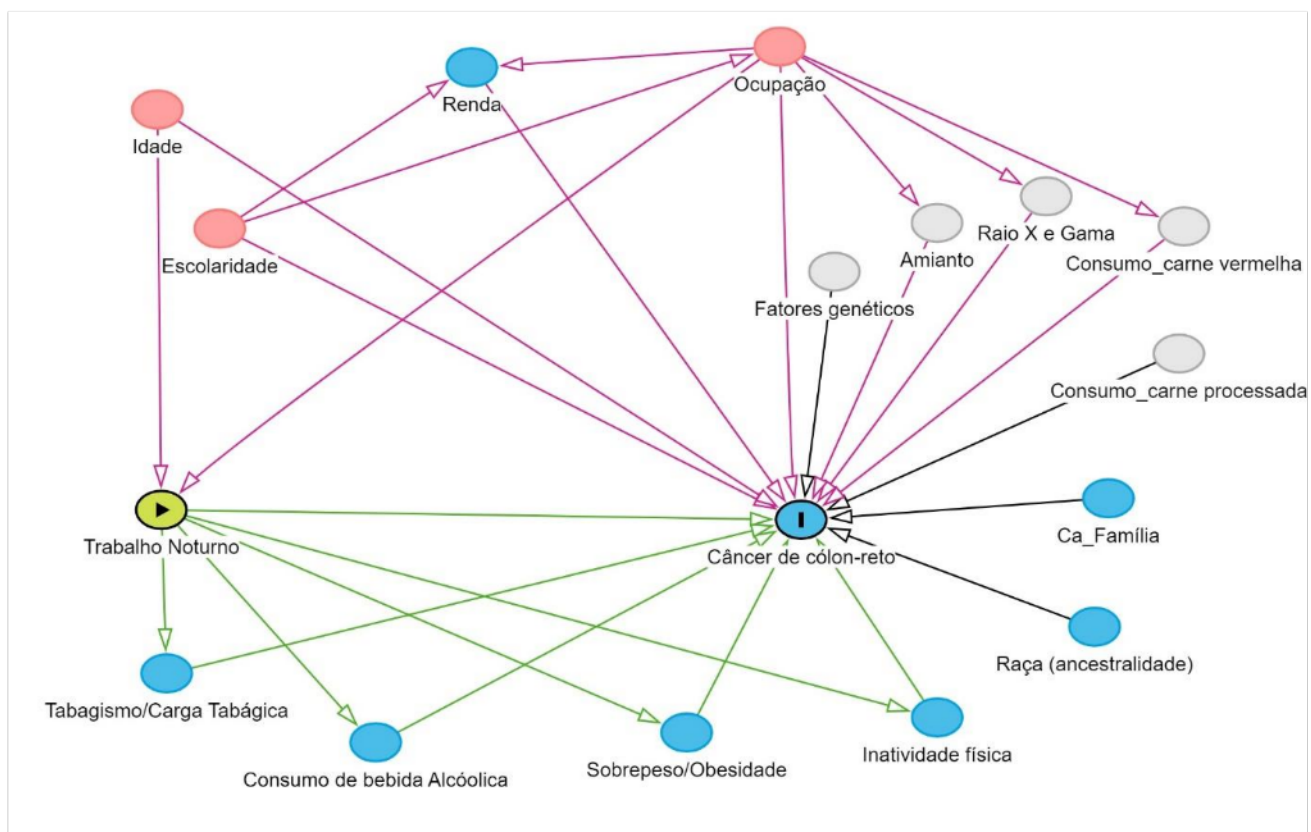 Ocupação
Renda
Idade
Escolaridade
Raio X e Gama
Amianto
Consumo_carne vermelha
Fatores genéticos
Consumo_carne processada
Trabalho Noturno
Câncer de cólon-reto
Ca_Família
Raça (ancestralidade)
Tabagismo/Carga Tabágica
Consumo de bebida Alcóolica
Sobrepeso/Obesidade
Inatividade física